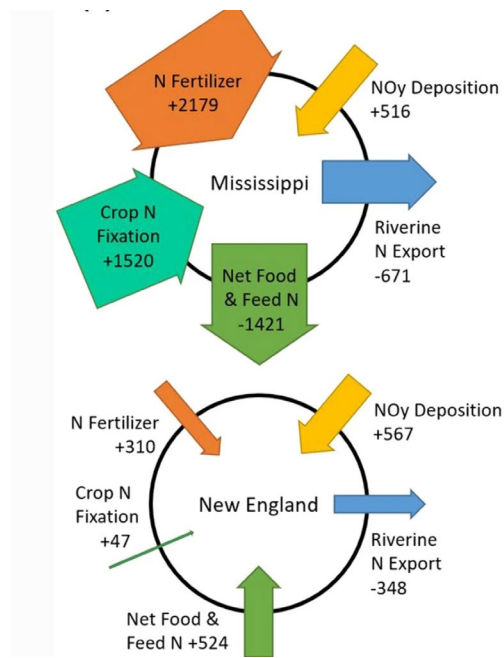 N Fertilizer
+2179
NOy Deposition
+516
Mississippi
Crop N
Fixation
+1520
Riverine
N Export
-671
Net Food
& Feed N
-1421
N Fertilizer
+310
NOy Deposition
+567
Crop N
Fixation
+47
New England
Riverine
N Export
-348
Net Food &
Feed N +524